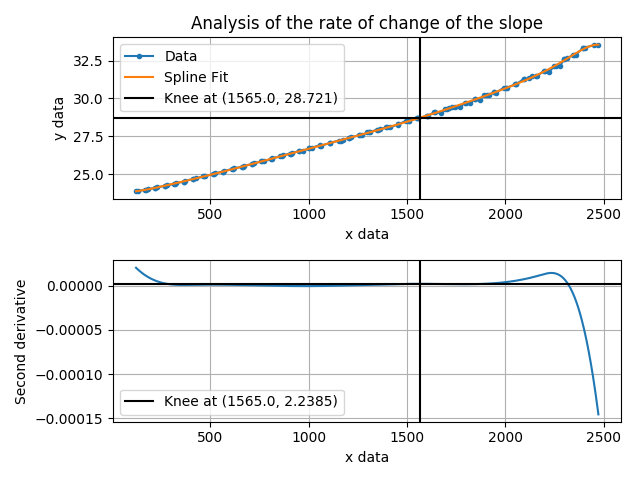 Analysis of the rate of change of the slope
32.5
30.0
27.5
25.0
y data
Data
Spline Fit
Knee at (1565.0, 28.721)
500 1000 1500 2000 2500
x data
0.00000
−0.00005
−0.00010
−0.00015
Second derivative
Knee at (1565.0, 2.2385)
500 1000 1500 2000 2500
x data